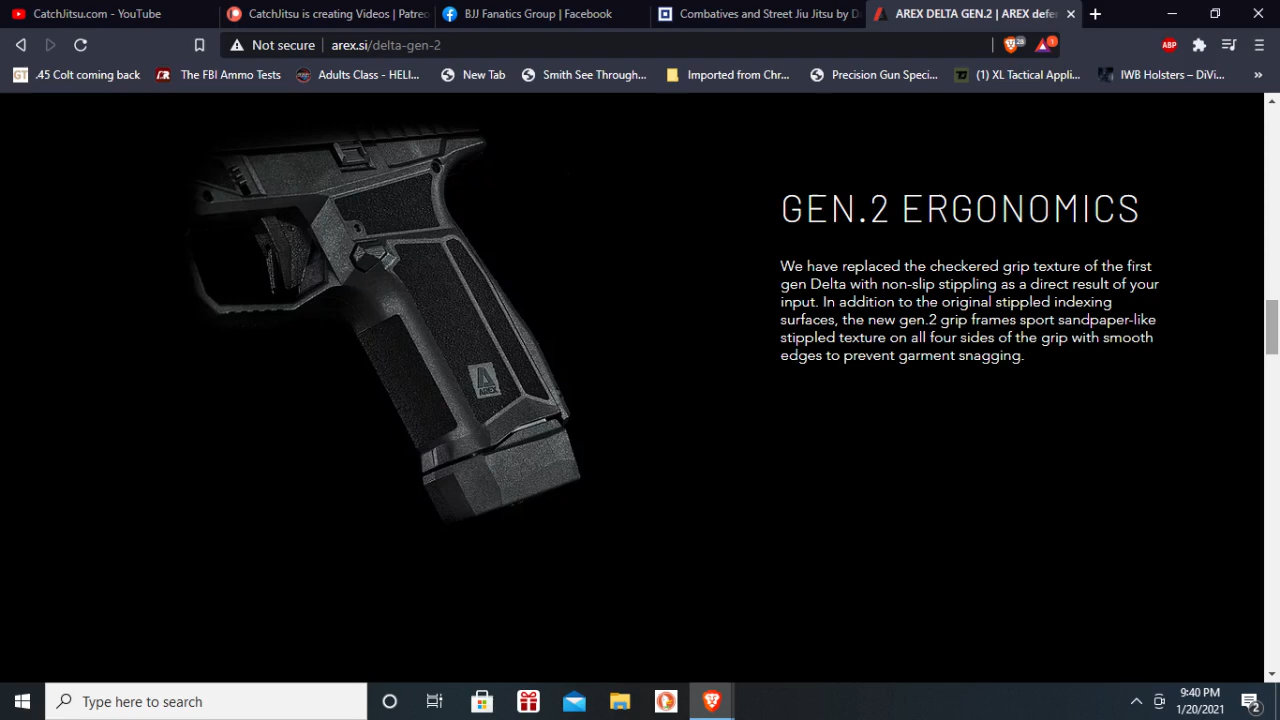 CatchJitsu.com - YouTube
CatchJitsu is creating Videos | Patreo
BJJ Fanatics Group | Facebook
Combatives and Street Jiu Jitsu by D
AREX DELTA GEN.2 | AREX defe
Not secure
arex.si/delta-gen-2
28
1
ABP
GT .45 Colt coming back
The FBI Ammo Tests
Adults Class - HELI...
New Tab
Smith See Through...
Imported from Chr...
Precision Gun Speci...
(1) XL Tactical Appli...
IWB Holsters – DiVi...
»
GEN.2 ERGONOMICS
We have replaced the checkered grip texture of the first
gen Delta with non-slip stippling as a direct result of your
input. In addition to the original stippled indexing
surfaces, the new gen.2 grip frames sport sandpaper-like
stippled texture on all four sides of the grip with smooth
edges to prevent garment snagging.
AREX
Type here to search
9:40 PM
1/20/2021
2